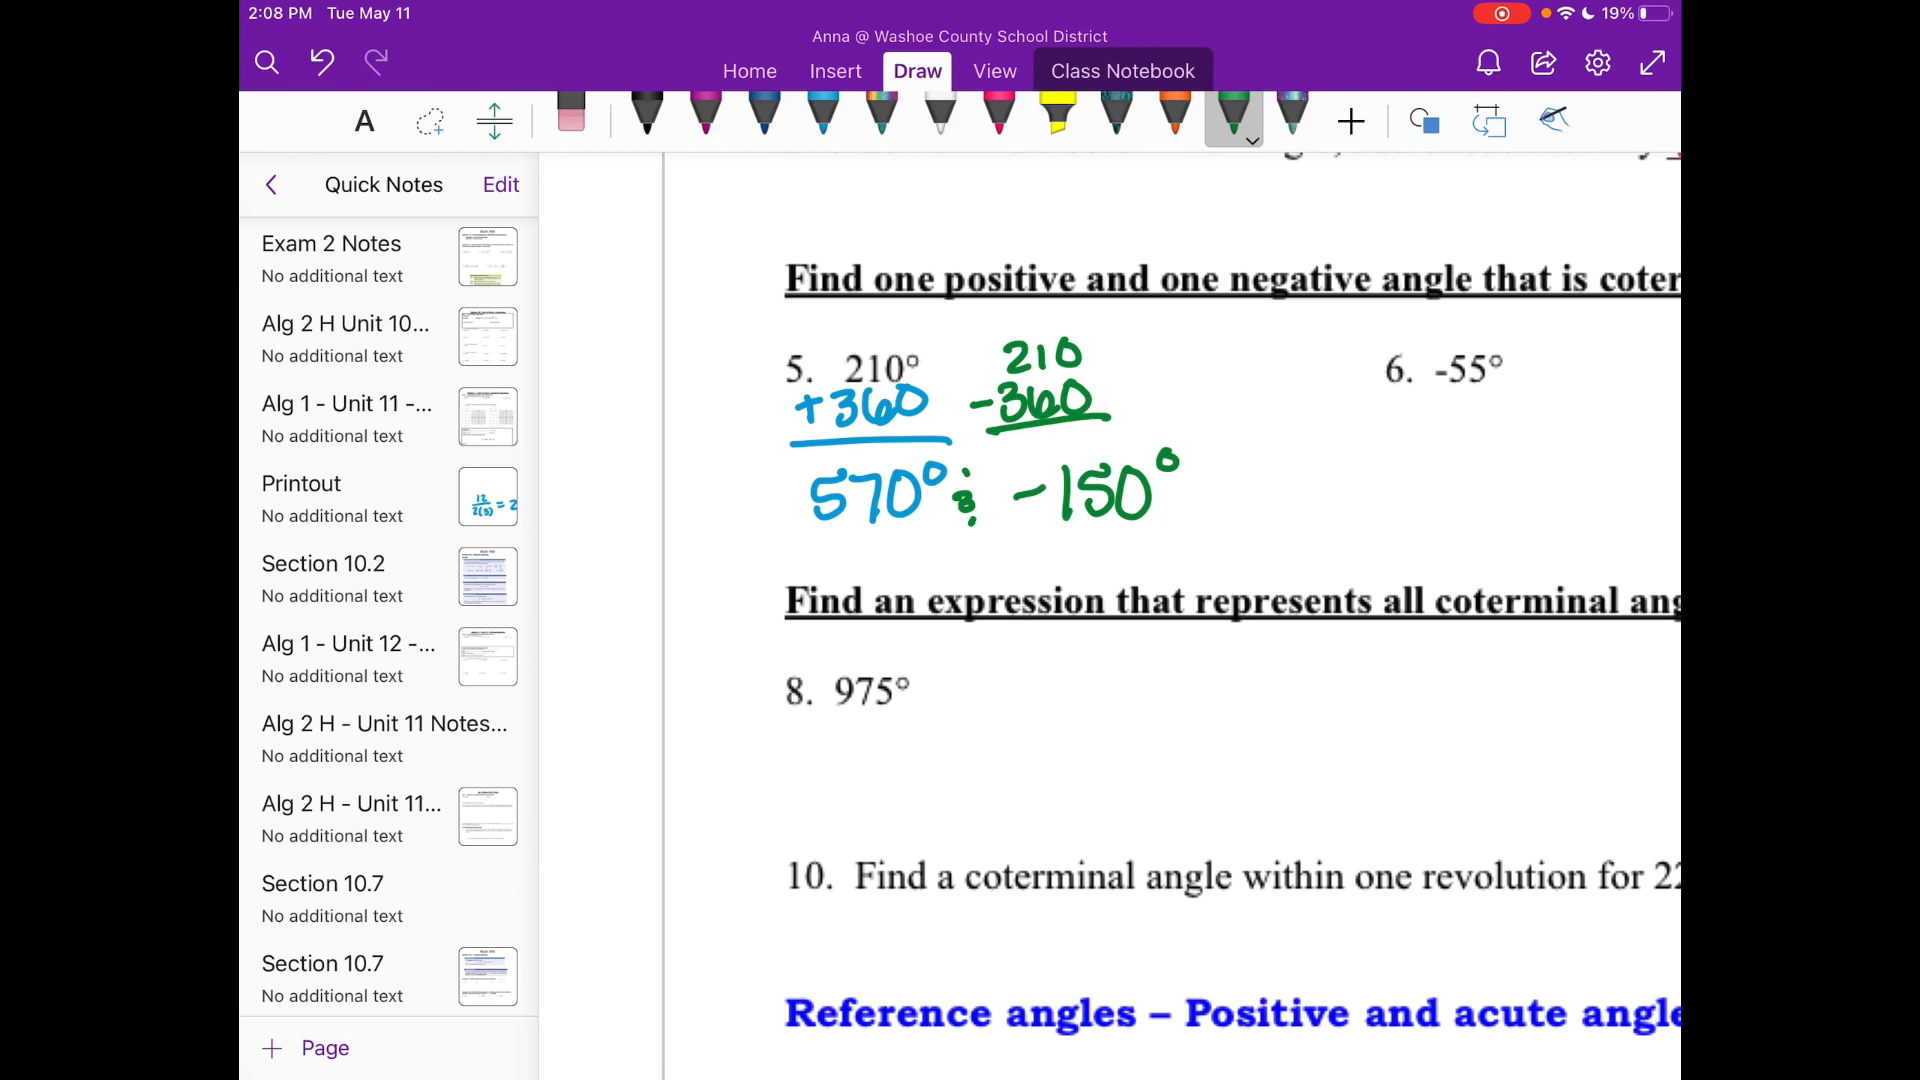 2:08 PM Tue May 11
19%
Anna @ Washoe County School District
Home Insert Draw View Class Notebook
A
Quick Notes Edit
Exam 2 Notes
No additional text
Alg 2 H Unit 10...
No additional text
Alg 1 - Unit 11 -...
No additional text
Printout
No additional text
12
2(5) = 2
Section 10.2
No additional text
Alg 1 - Unit 12 -...
No additional text
Alg 2 H - Unit 11 Notes...
No additional text
Alg 2 H - Unit 11...
No additional text
Section 10.7
No additional text
Section 10.7
No additional text
+ Page
Find one positive and one negative angle that is coter
5. 210° 210 6. -55°
+360 -360
570° & -150°
Find an expression that represents all coterminal ang
8. 975°
10. Find a coterminal angle within one revolution for 22
Reference angles – Positive and acute angle